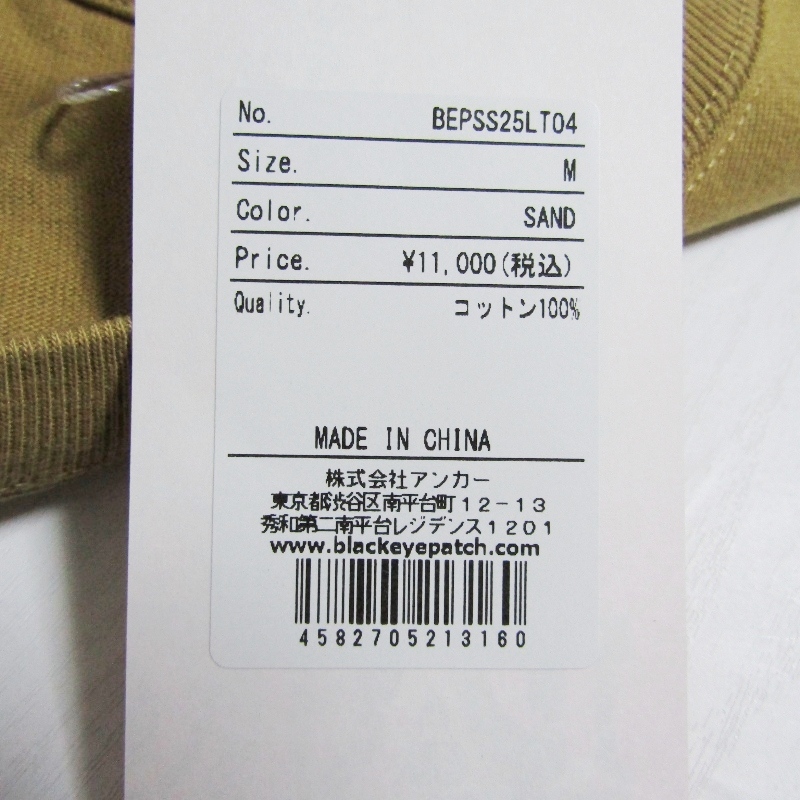 No. BEPSS25LT04
Size. M
Color. SAND
Price. ¥11,000(税込)
Quality. コットン100%
MADE IN CHINA
株式会社アンカー
東京都渋谷区南平台町12-13
秀和第二南平台レジデンス1201
www.blackeyepatch.com
4582705213160